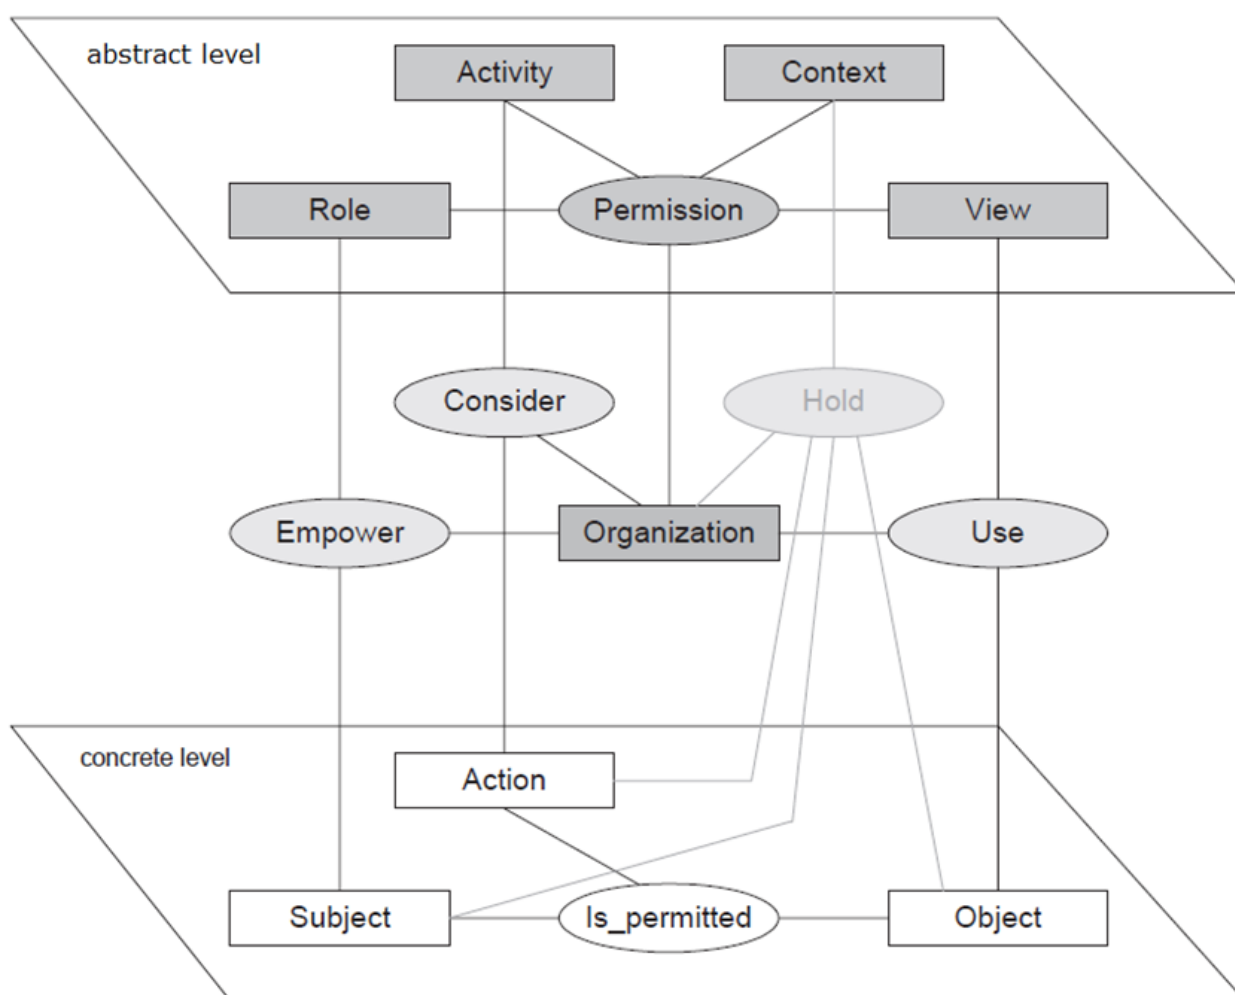 abstract level
Activity
Context
Role
Permission
View
Consider
Hold
Empower
Organization
Use
concrete level
Action
Subject
Is_permitted
Object